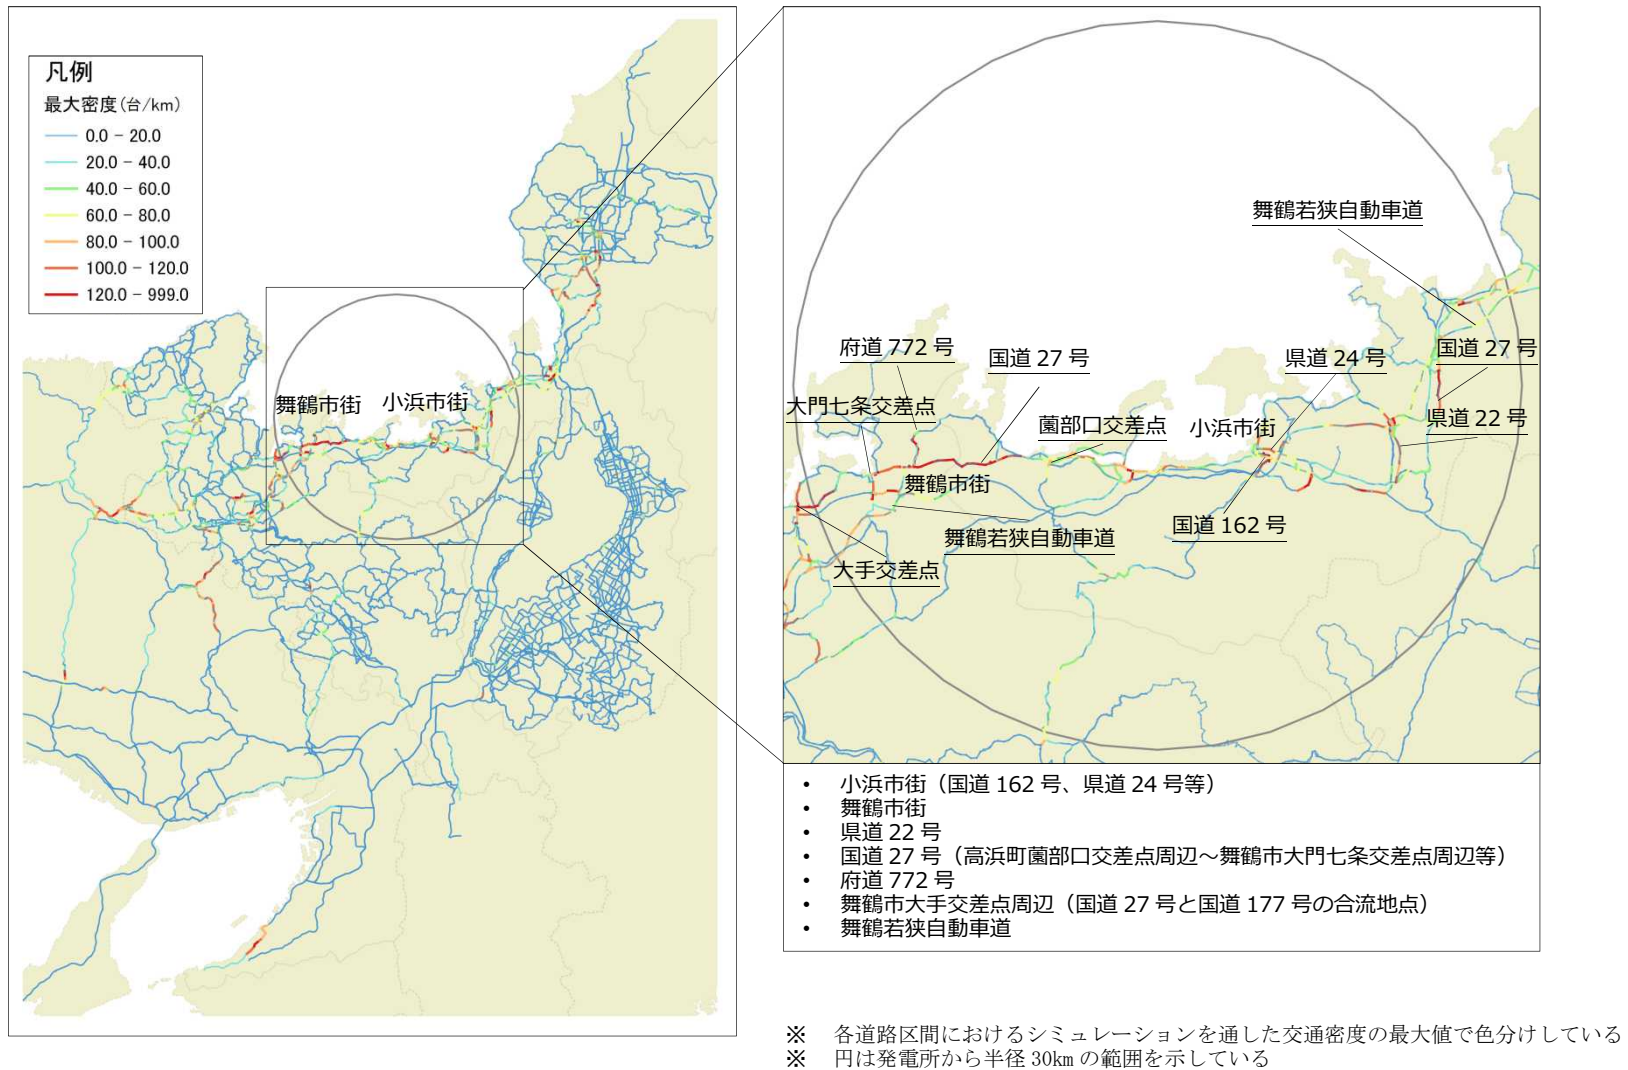 凡例
最大密度(台/km)
0.0 - 20.0
20.0 - 40.0
40.0 - 60.0
60.0 - 80.0
80.0 - 100.0
100.0 - 120.0
120.0 - 999.0
舞鶴市街
小浜市街
舞鶴若狭自動車道
府道 772 号
国道 27 号
県道 24 号
国道 27 号
大門七条交差点
薗部口交差点
小浜市街
県道 22 号
舞鶴市街
国道 162 号
舞鶴若狭自動車道
大手交差点
• 小浜市街（国道 162 号、県道 24 号等）
• 舞鶴市街
• 県道 22 号
• 国道 27 号（高浜町薗部口交差点周辺～舞鶴市大門七条交差点周辺等）
• 府道 772 号
• 舞鶴市大手交差点周辺（国道 27 号と国道 177 号の合流地点）
• 舞鶴若狭自動車道
※ 各道路区間におけるシミュレーションを通した交通密度の最大値で色分けしている
※ 円は発電所から半径 30km の範囲を示している